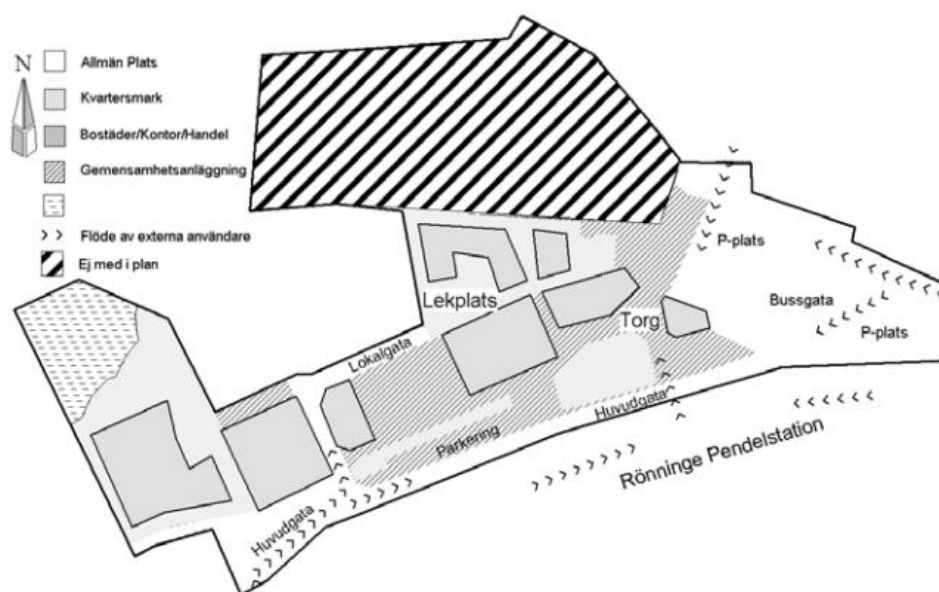 N
Allmän Plats
Kvartersmark
Bostäder/Kontor/Handel
Gemensamhetsanläggning
Flöde av externa användare
Ej med i plan
P-plats
Lekplats
Bussgata
Torg
P-plats
Lokalgata
Huvudgata
Parkering
Rönninge Pendelstation
Huvudgata